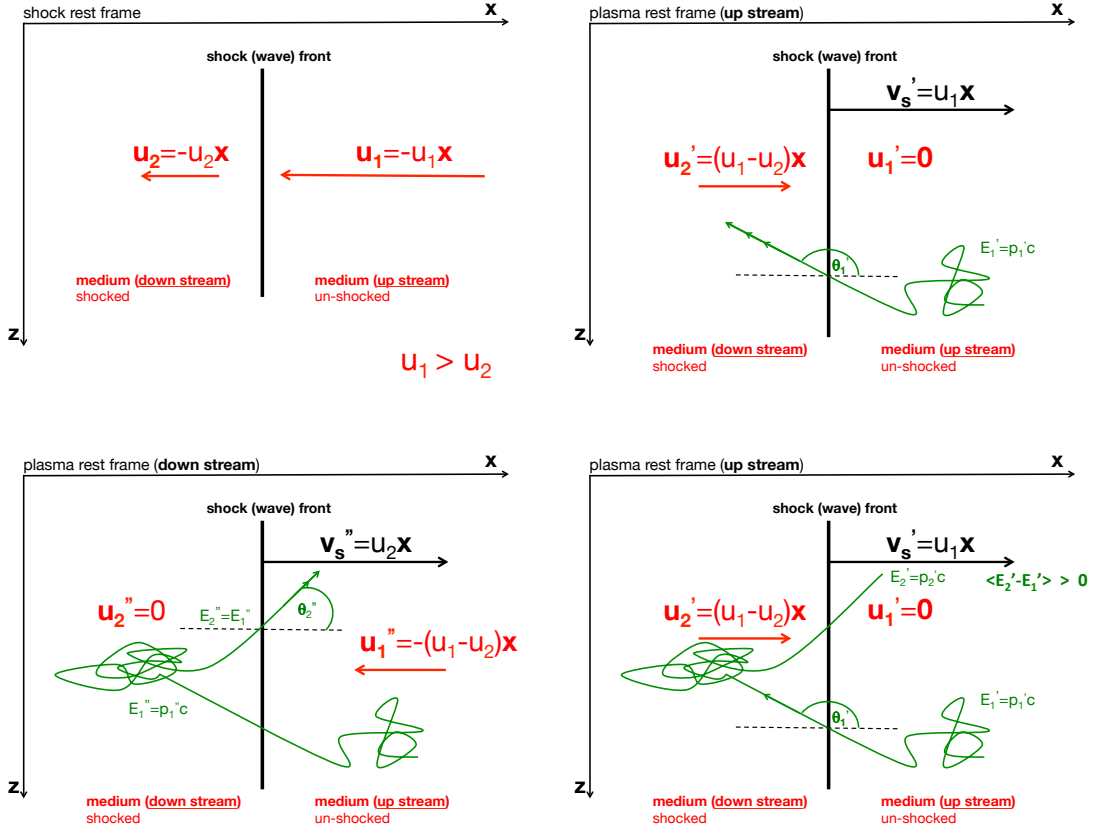 shock rest frame
x
shock (wave) front
u₂=-u₂x
u₁=-u₁x
medium (down stream)
shocked
medium (up stream)
un-shocked
z
u₁ > u₂
plasma rest frame (up stream)
x
shock (wave) front
vₛ'=u₁x
u₂'=(u₁-u₂)x
u₁'=0
E₁'=p₁'c
θ₁'
z
medium (down stream)
shocked
medium (up stream)
un-shocked
plasma rest frame (down stream)
x
shock (wave) front
vₛ"=u₂x
u₂"=0
E₂"=E₁"
θ₂"
u₁"=-(u₁-u₂)x
E₁"=p₁"c
z
medium (down stream)
shocked
medium (up stream)
un-shocked
plasma rest frame (up stream)
x
shock (wave) front
vₛ'=u₁x
E₂'=p₂'c
<E₂'-E₁'> > 0
u₂'=(u₁-u₂)x
u₁'=0
E₁'=p₁'c
θ₁'
z
medium (down stream)
shocked
medium (up stream)
un-shocked